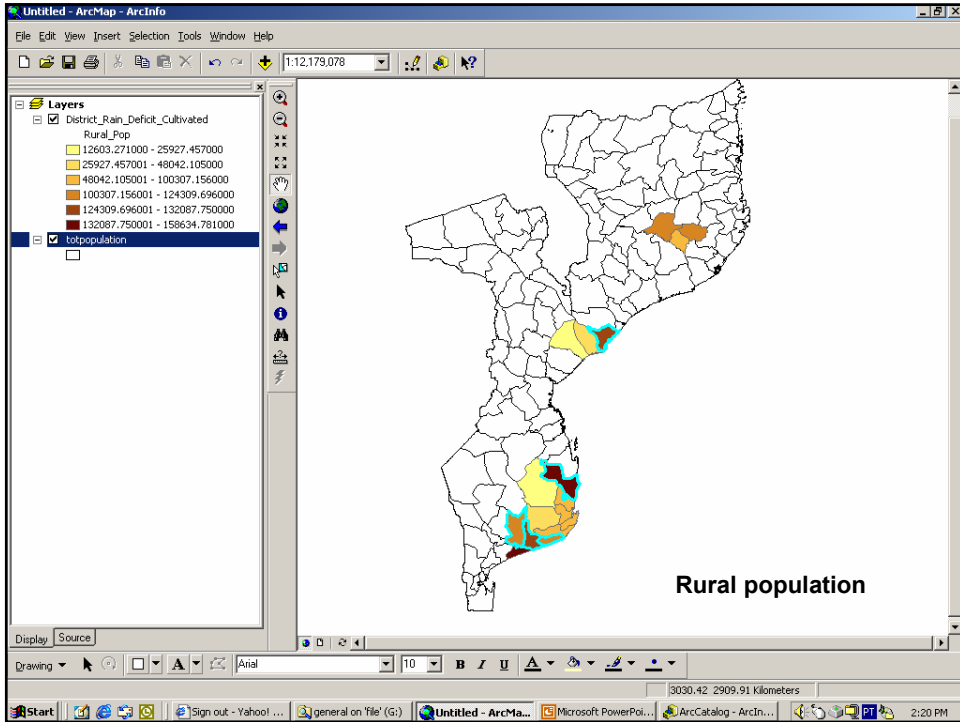 Untitled - ArcMap - ArcInfo
File Edit View Insert Selection Tools Window Help
1:12,179,078
Layers
District_Rain_Deficit_Cultivated
Rural_Pop
12603.271000 - 25927.457000
25927.457001 - 48042.105000
48042.105001 - 100307.156000
100307.156001 - 124309.696000
124309.696001 - 132087.750000
132087.750001 - 158634.781000
totpopulation
Rural population
Display Source
Drawing A Arial 10 B I U A
3030.42 2909.91 Kilometers
Start Sign out - Yahoo! ... general on 'file' (G:) Untitled - ArcMa... Microsoft PowerPoi... ArcCatalog - ArcIn... PT 2:20 PM